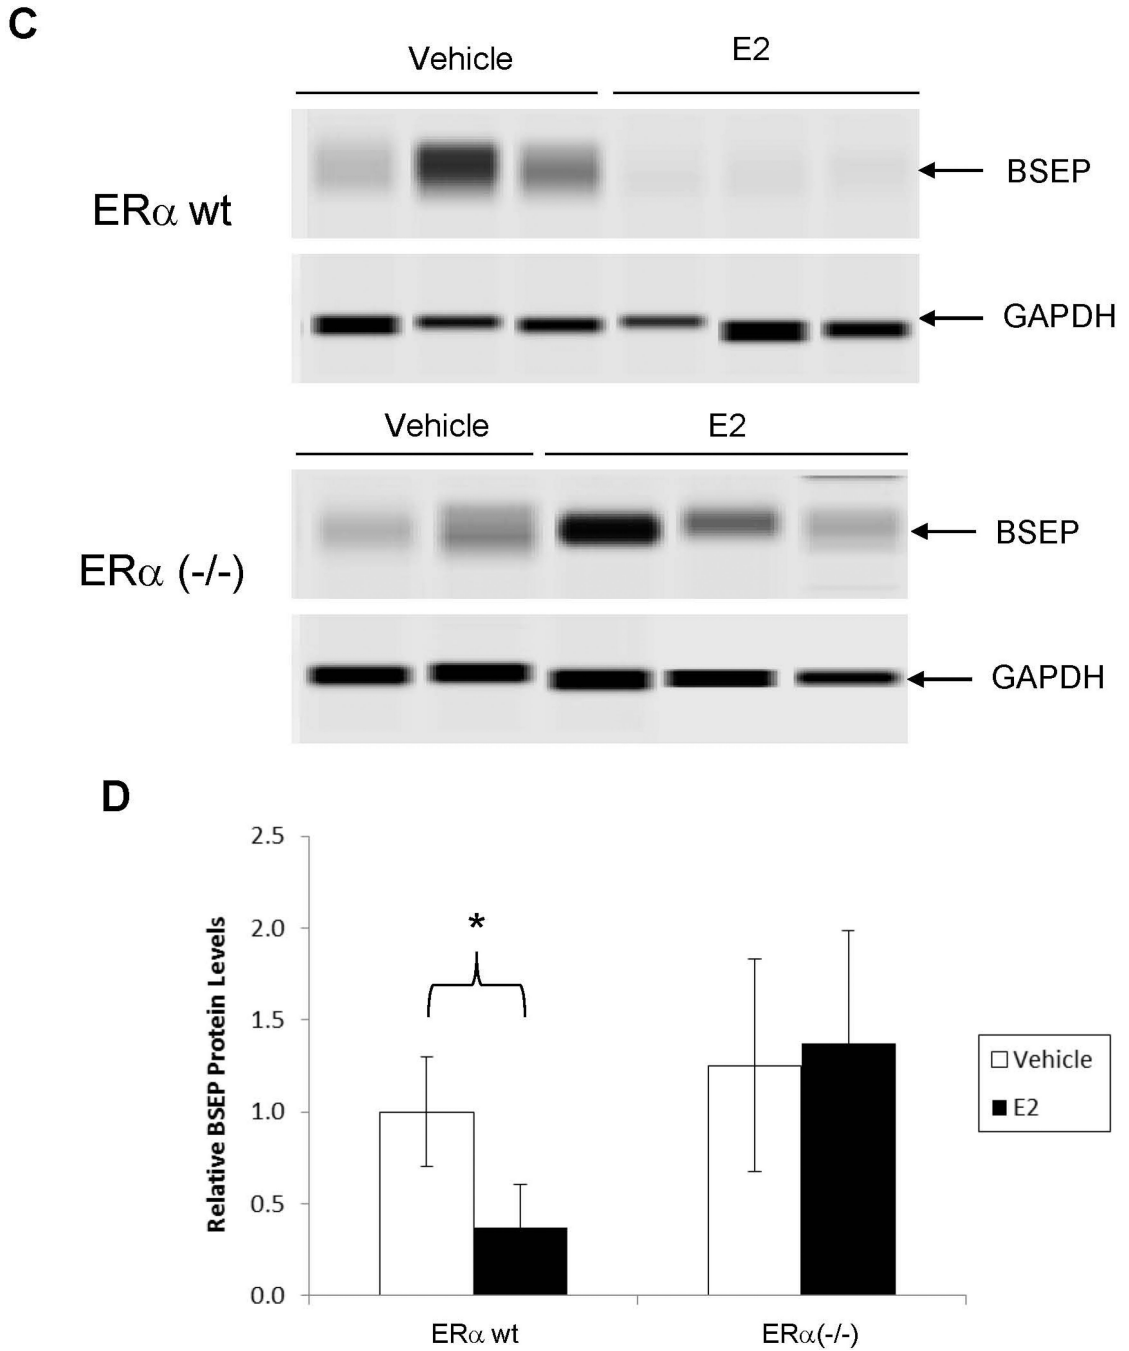 C
Vehicle E2
BSEP
ERα wt
GAPDH
Vehicle E2
BSEP
ERα (-/-)
GAPDH
D
2.5
2.0
1.5
1.0
0.5
0.0
Relative BSEP Protein Levels
*
Vehicle
E2
ERα wt ERα(-/-)